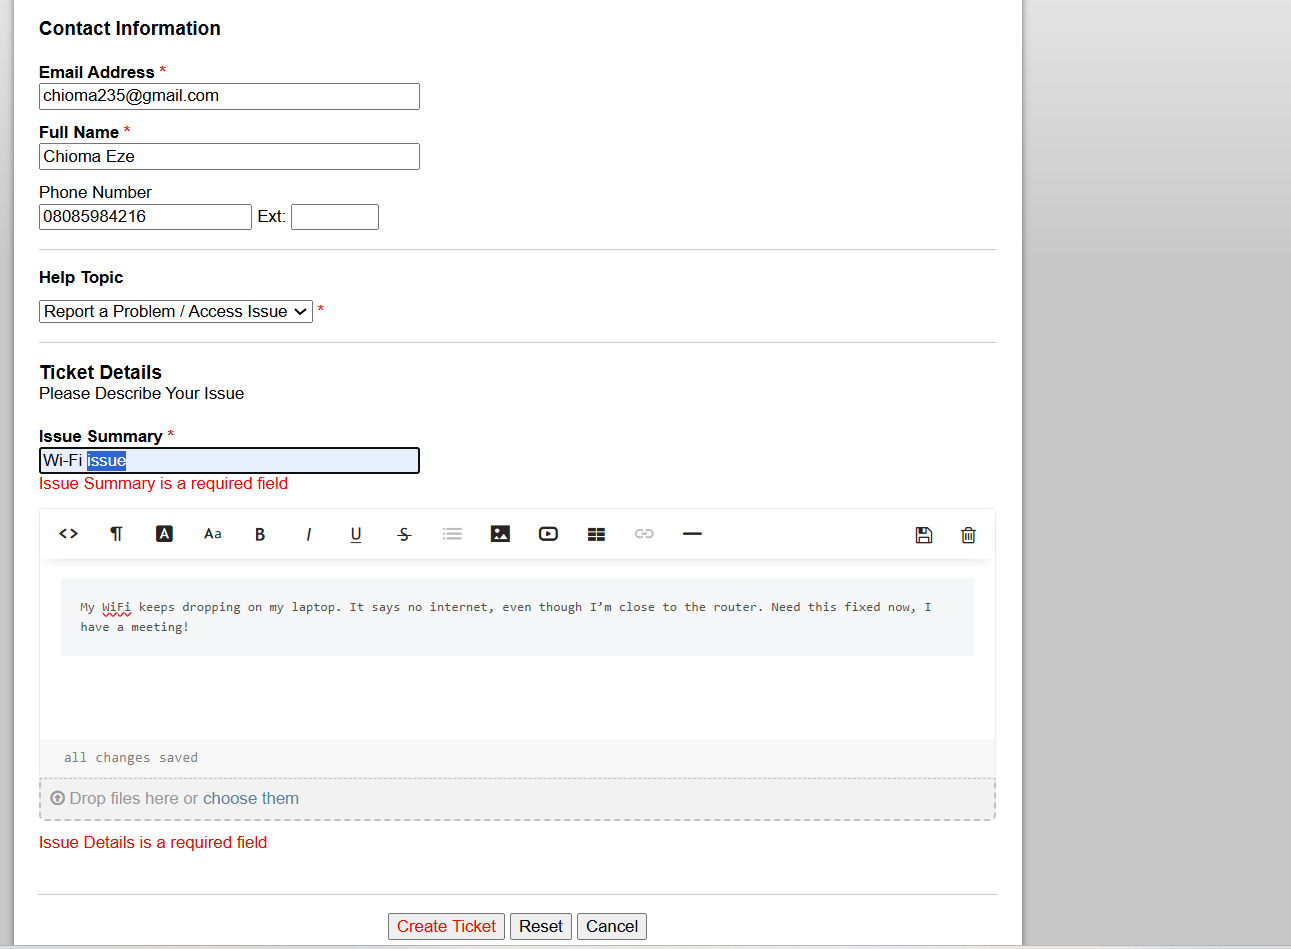 Contact Information
Email Address *
chioma235@gmail.com
Full Name *
Chioma Eze
Phone Number
08085984216 Ext:
Help Topic
Report a Problem / Access Issue *
Ticket Details
Please Describe Your Issue
Issue Summary *
Wi-Fi issue
Issue Summary is a required field
<> ¶ A Aa B I U S
My WiFi keeps dropping on my laptop. It says no internet, even though I’m close to the router. Need this fixed now, I
have a meeting!
all changes saved
Drop files here or choose them
Issue Details is a required field
Create Ticket Reset Cancel